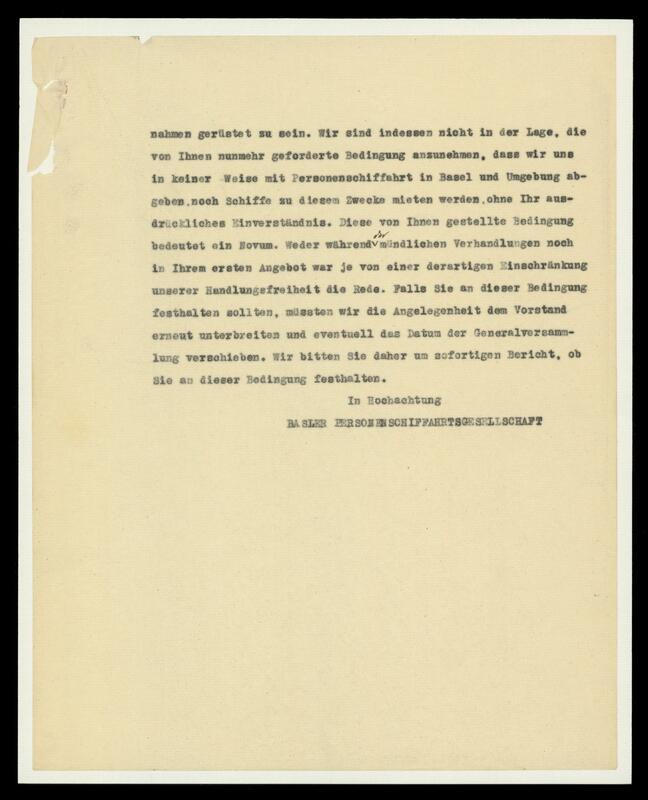 nahmen gerüstet zu sein. Wir sind indessen nicht in der Lage, die
von Ihnen nunmehr geforderte Bedingung anzunehmen, dass wir uns
in keiner Weise mit Personenschiffahrt in Basel und Umgebung ab-
geben,noch Schiffe zu diesem Zwecke mieten werden,ohne Ihr aus-
drückliches Einverständnis. Diese von Ihnen gestellte Bedingung
bedeutet ein Novum. Weder während der mündlichen Verhandlungen noch
in Ihrem ersten Angebot war je von einer derartigen Einschränkung
unserer Handlungsfreiheit die Rede. Falls Sie an dieser Bedingung
festhalten sollten, müssten wir die Angelegenheit dem Vorstand
erneut unterbreiten und eventuell das Datum der Generalversamm-
lung verschieben. Wir bitten Sie daher um sofortigen Bericht, ob
Sie an dieser Bedingung festhalten.
In Hochachtung
BASLER PERSONENSCHIFFAHRTSGESELLSCHAFT